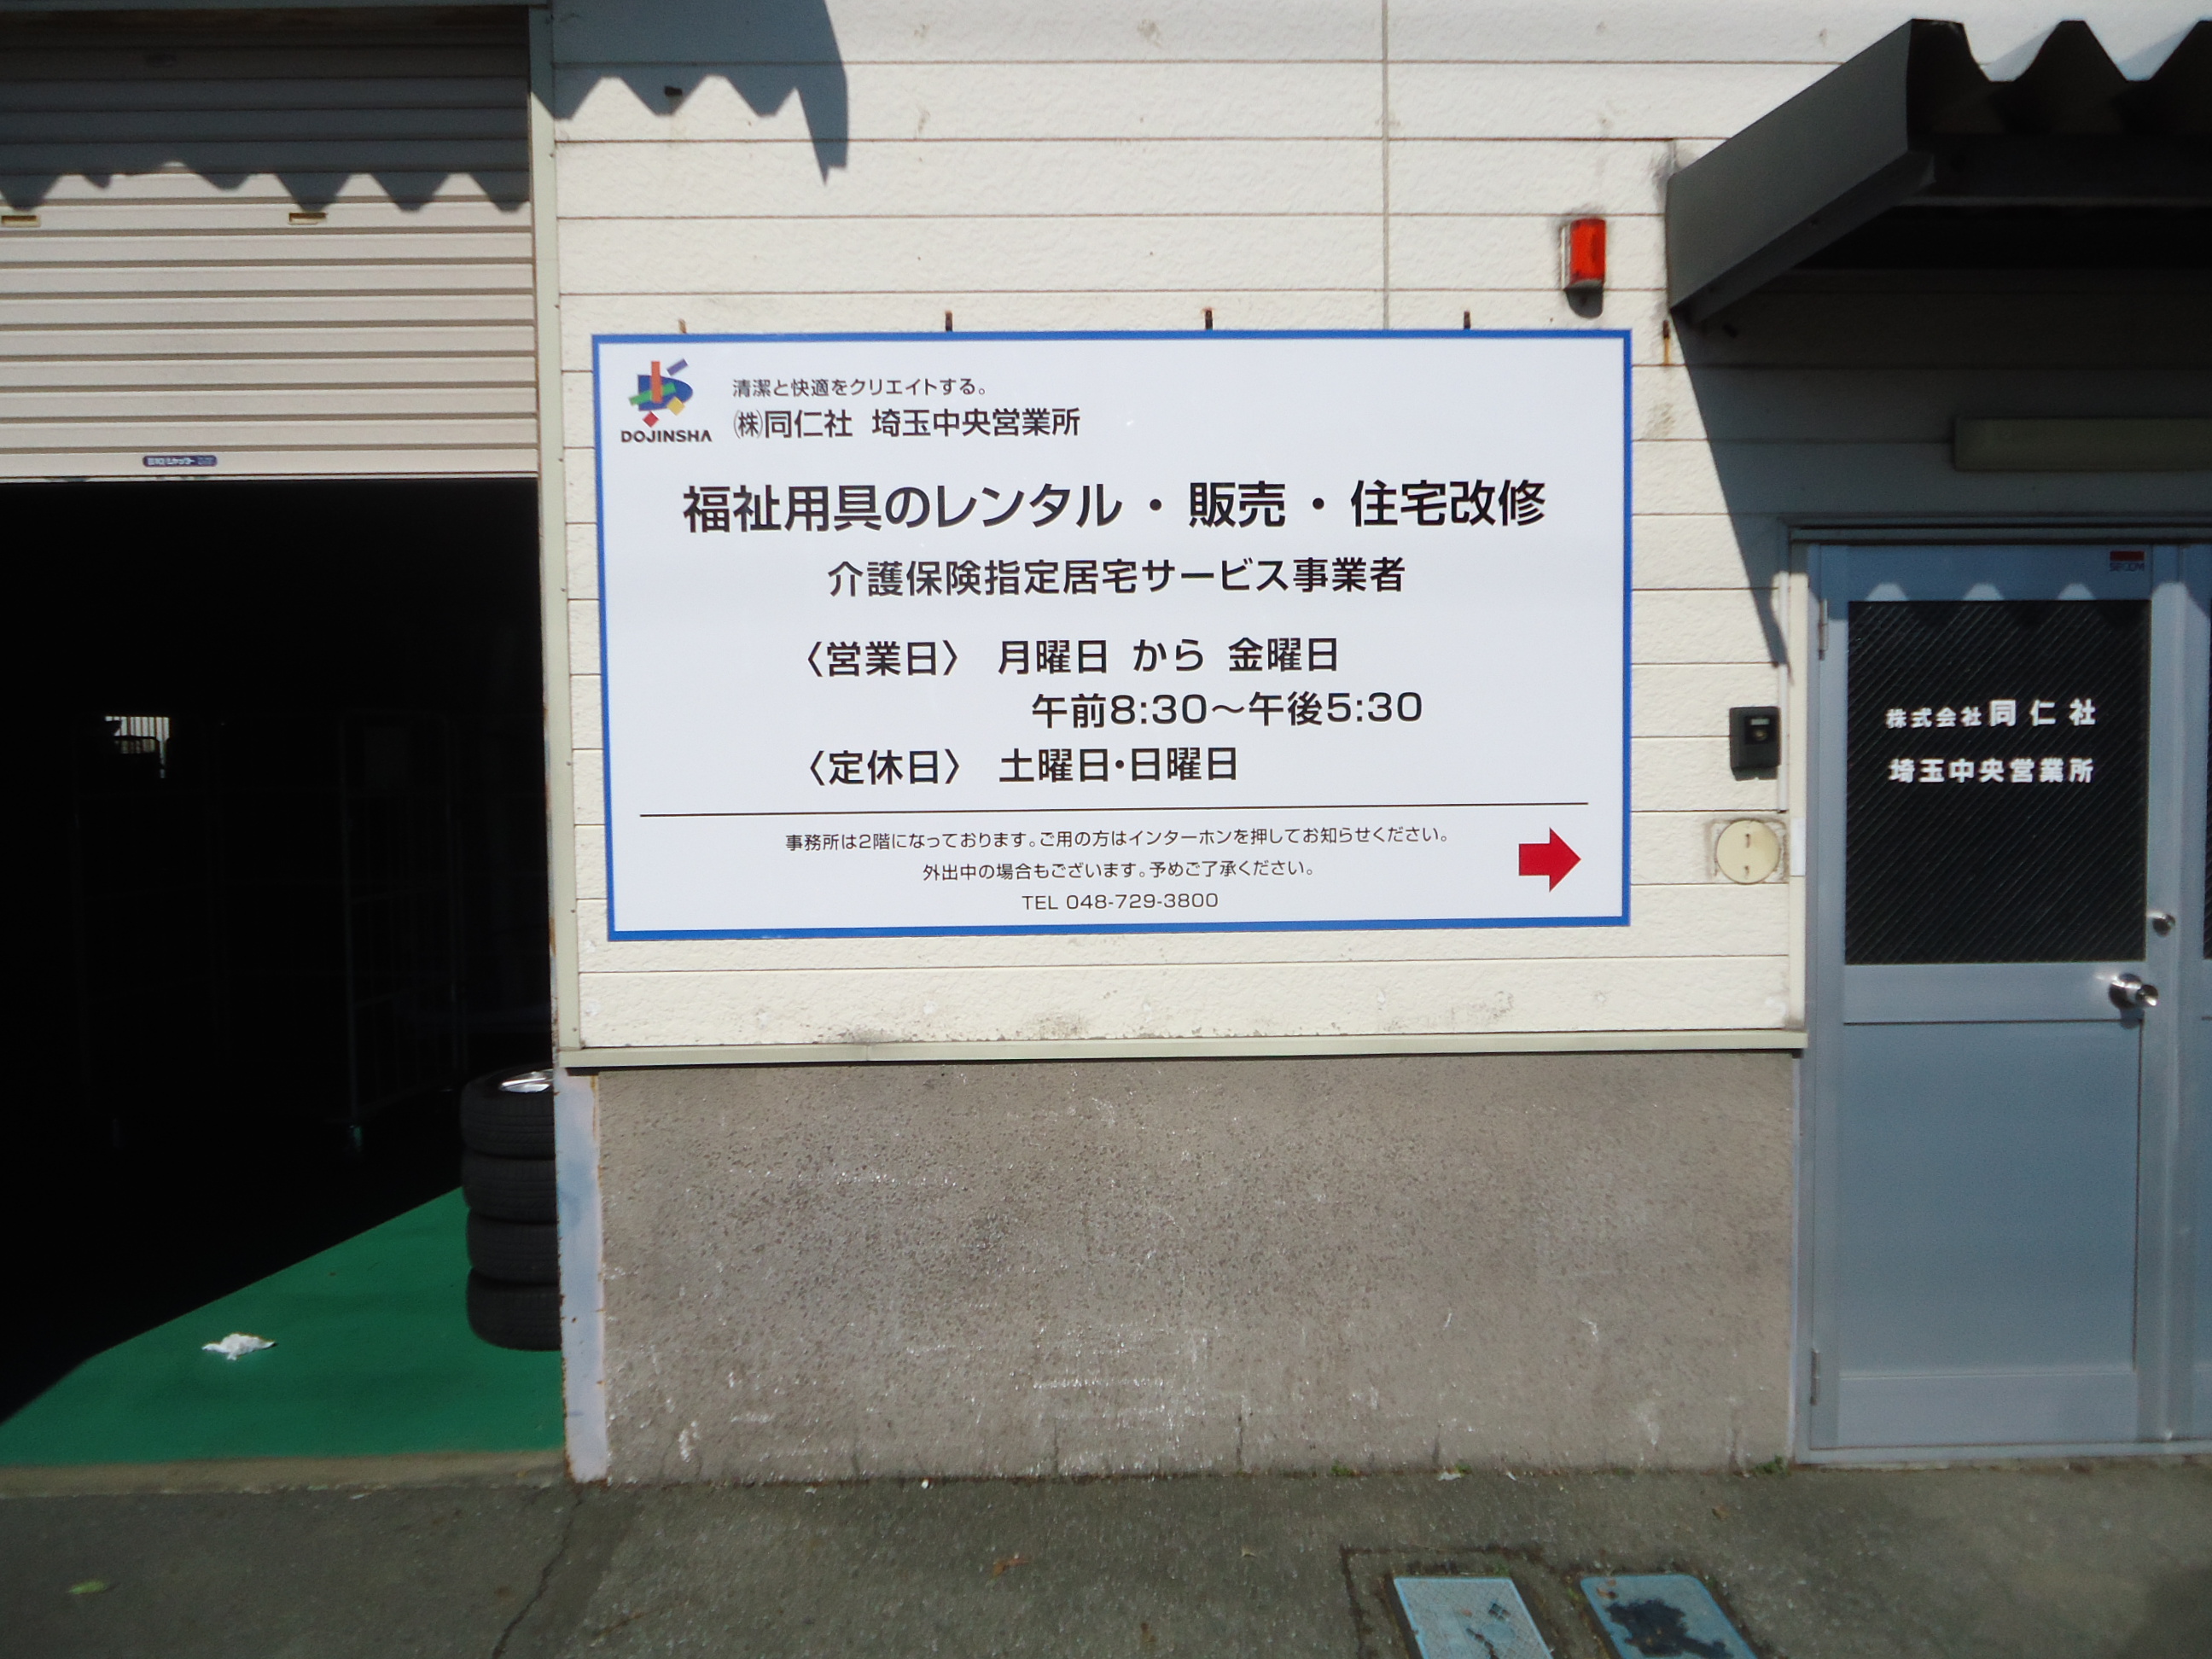 DOJINSHA
清潔と快適をクリエイトする。
㈱同仁社 埼玉中央営業所
福祉用具のレンタル・販売・住宅改修
介護保険指定居宅サービス事業者
〈営業日〉 月曜日 から 金曜日
午前8:30〜午後5:30
〈定休日〉 土曜日・日曜日
事務所は2階になっております。ご用の方はインターホンを押してお知らせください。
外出中の場合もございます。予めご了承ください。
TEL 048-729-3800
株式会社同仁社
埼玉中央営業所
SECOM